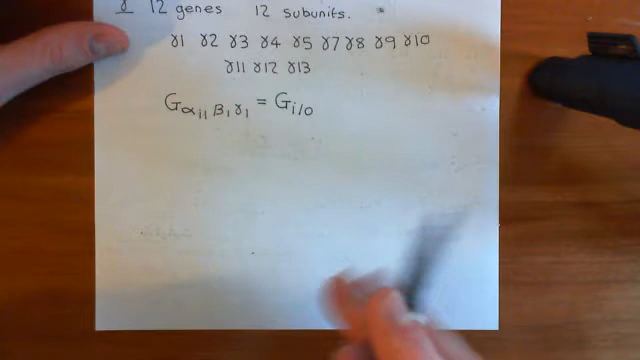 γ 12 genes 12 subunits.
γ1 γ2 γ3 γ4 γ5 γ7 γ8 γ9 γ10
γ11 γ12 γ13
Gαi1 β1 γ1 = Gi/o